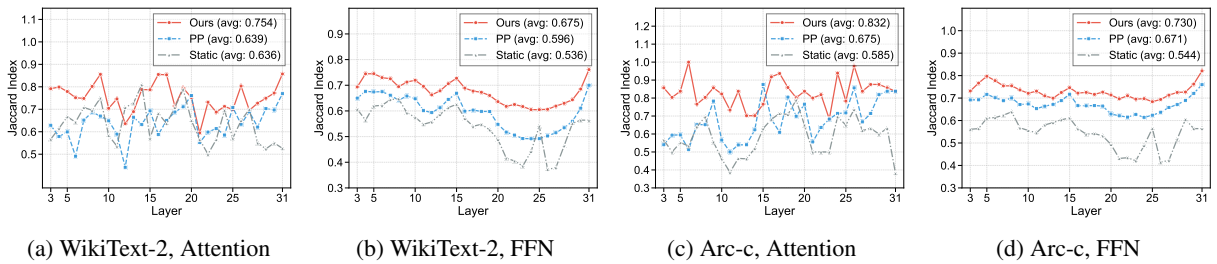 Ours (avg: 0.754)
PP (avg: 0.639)
Static (avg: 0.636)
Jaccard Index
1.1
1.0
0.9
0.8
0.7
0.6
0.5
3 5 10 15 20 25 31
Layer
(a) WikiText-2, Attention
Ours (avg: 0.675)
PP (avg: 0.596)
Static (avg: 0.536)
Jaccard Index
1.0
0.9
0.8
0.7
0.6
0.5
0.4
0.3
3 5 10 15 20 25 31
Layer
(b) WikiText-2, FFN
Ours (avg: 0.832)
PP (avg: 0.675)
Static (avg: 0.585)
Jaccard Index
1.2
1.0
0.9
0.8
0.7
0.6
0.5
0.4
0.3
3 5 10 15 20 25 31
Layer
(c) Arc-c, Attention
Ours (avg: 0.730)
PP (avg: 0.671)
Static (avg: 0.544)
Jaccard Index
1.1
1.0
0.9
0.8
0.7
0.6
0.5
0.4
0.3
3 5 10 15 20 25 31
Layer
(d) Arc-c, FFN